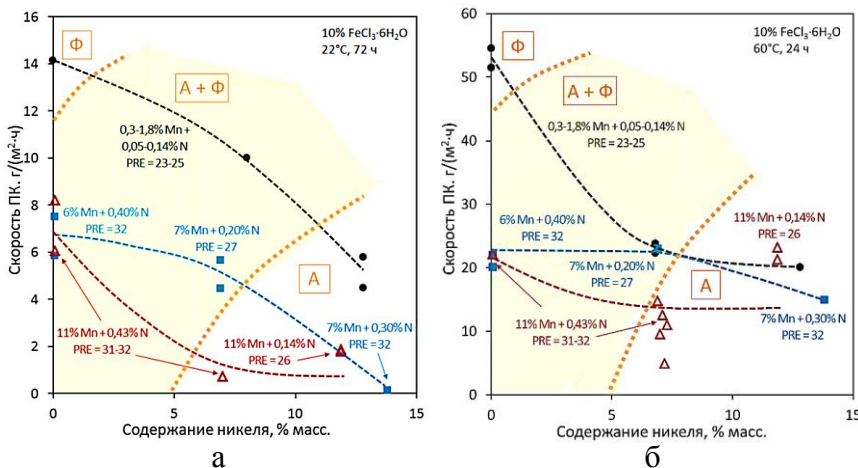 10% FeCl₃·6H₂O
22°C, 72 ч
Скорость ПК. г/(м²·ч)
16
14
12
10
8
6
4
2
0
Ф
А + Ф
А
0,3-1,8% Mn +
0,05-0,14% N
PRE = 23-25
6% Mn + 0,40% N
PRE = 32
7% Mn + 0,20% N
PRE = 27
11% Mn + 0,43% N
PRE = 31-32
11% Mn + 0,14% N
PRE = 26
7% Mn + 0,30% N
PRE = 32
0
5
10
15
Содержание никеля, % масс.
а
10% FeCl₃·6H₂O
60°C, 24 ч
Скорость ПК. г/(м²·ч)
60
50
40
30
20
10
0
Ф
А + Ф
А
0,3-1,8% Mn + 0,05-0,14% N
PRE = 23-25
6% Mn + 0,40% N
PRE = 32
11% Mn + 0,14% N
PRE = 26
7% Mn + 0,20% N
PRE = 27
11% Mn + 0,43% N
PRE = 31-32
7% Mn + 0,30% N
PRE = 32
0
5
10
15
Содержание никеля, % масс.
б